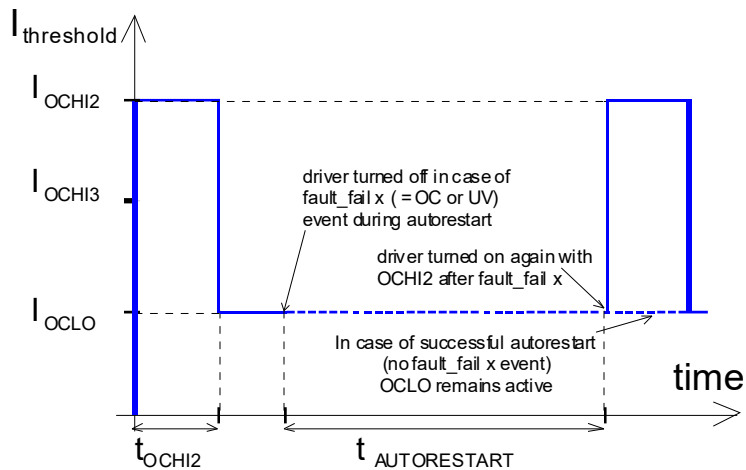 I threshold
I OCHI2
I OCHI3
driver turned off in case of
fault_fail x ( = OC or UV)
event during autorestart
driver turned on again with
OCHI2 after fault_fail x
I OCLO
In case of successful autorestart
(no fault_fail x event)
OCLO remains active
time
t OCHI2
t AUTORESTART